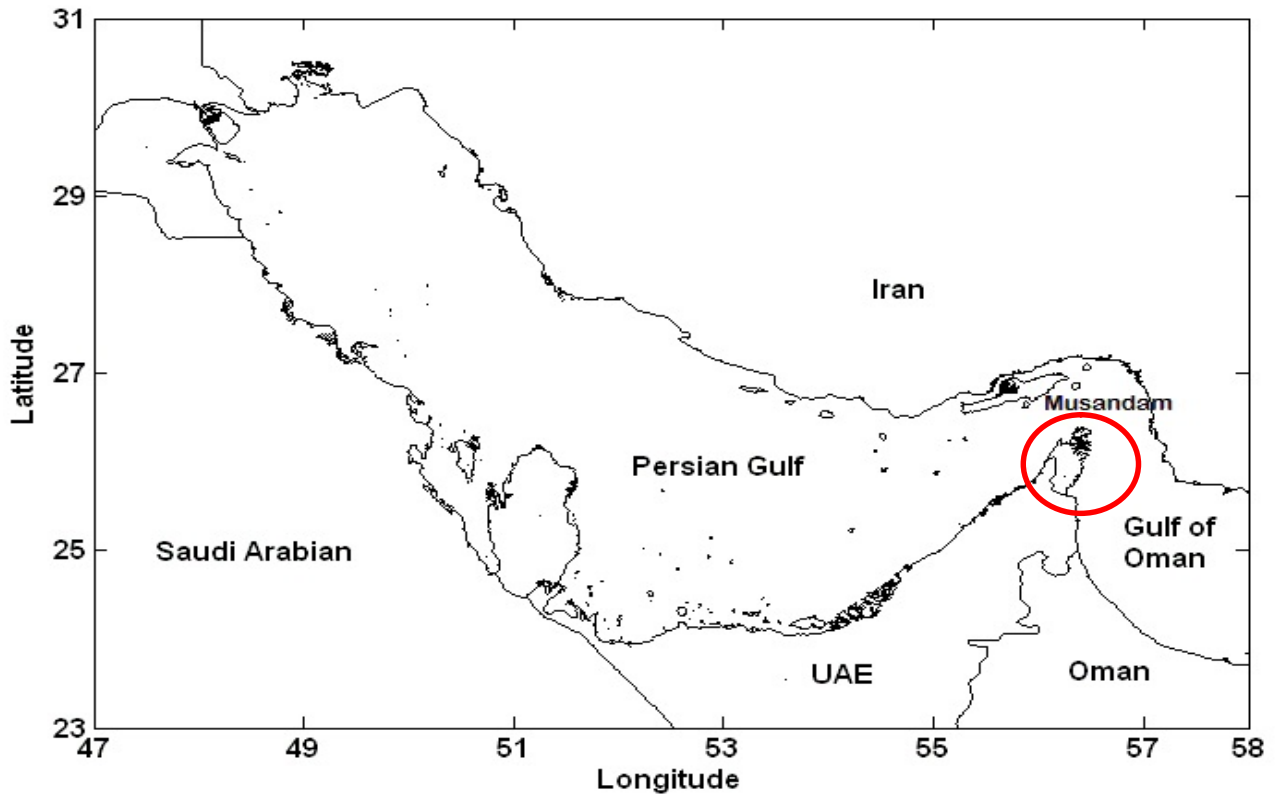 31
29
27
25
23
Latitude
Iran
Musandam
Persian Gulf
Saudi Arabian
Gulf of
Oman
UAE
Oman
47
49
51
53
55
57
58
Longitude